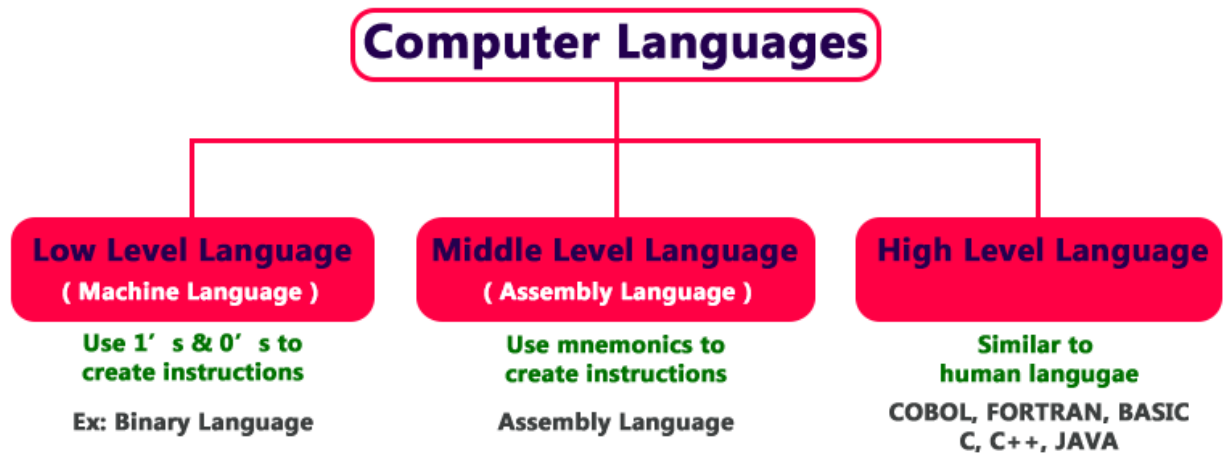 Computer Languages
Low Level Language
( Machine Language )
Use 1′ s & 0′ s to
create instructions
Ex: Binary Language
Middle Level Language
( Assembly Language )
Use mnemonics to
create instructions
Assembly Language
High Level Language
Similar to
human langugae
COBOL, FORTRAN, BASIC
C, C++, JAVA